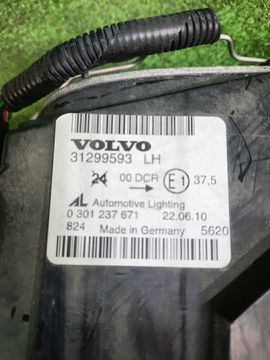 VOLVO
31299593 LH
24 00 DCR E1 37,5
AL Automotive Lighting
0 301 237 671 22.06.10
824 Made in Germany 5620